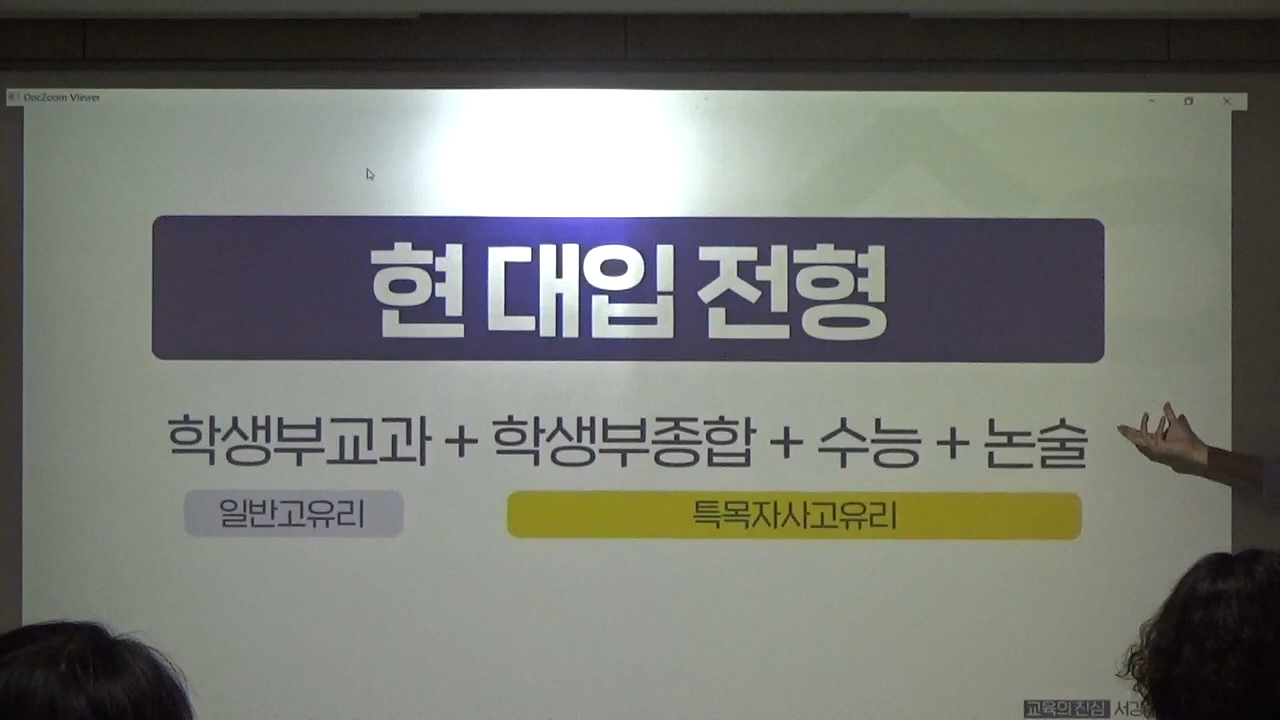 DocZoom Viewer
현 대입 전형
학생부교과 + 학생부종합 + 수능 + 논술
일반고유리
특목자사고유리
교육의 진심